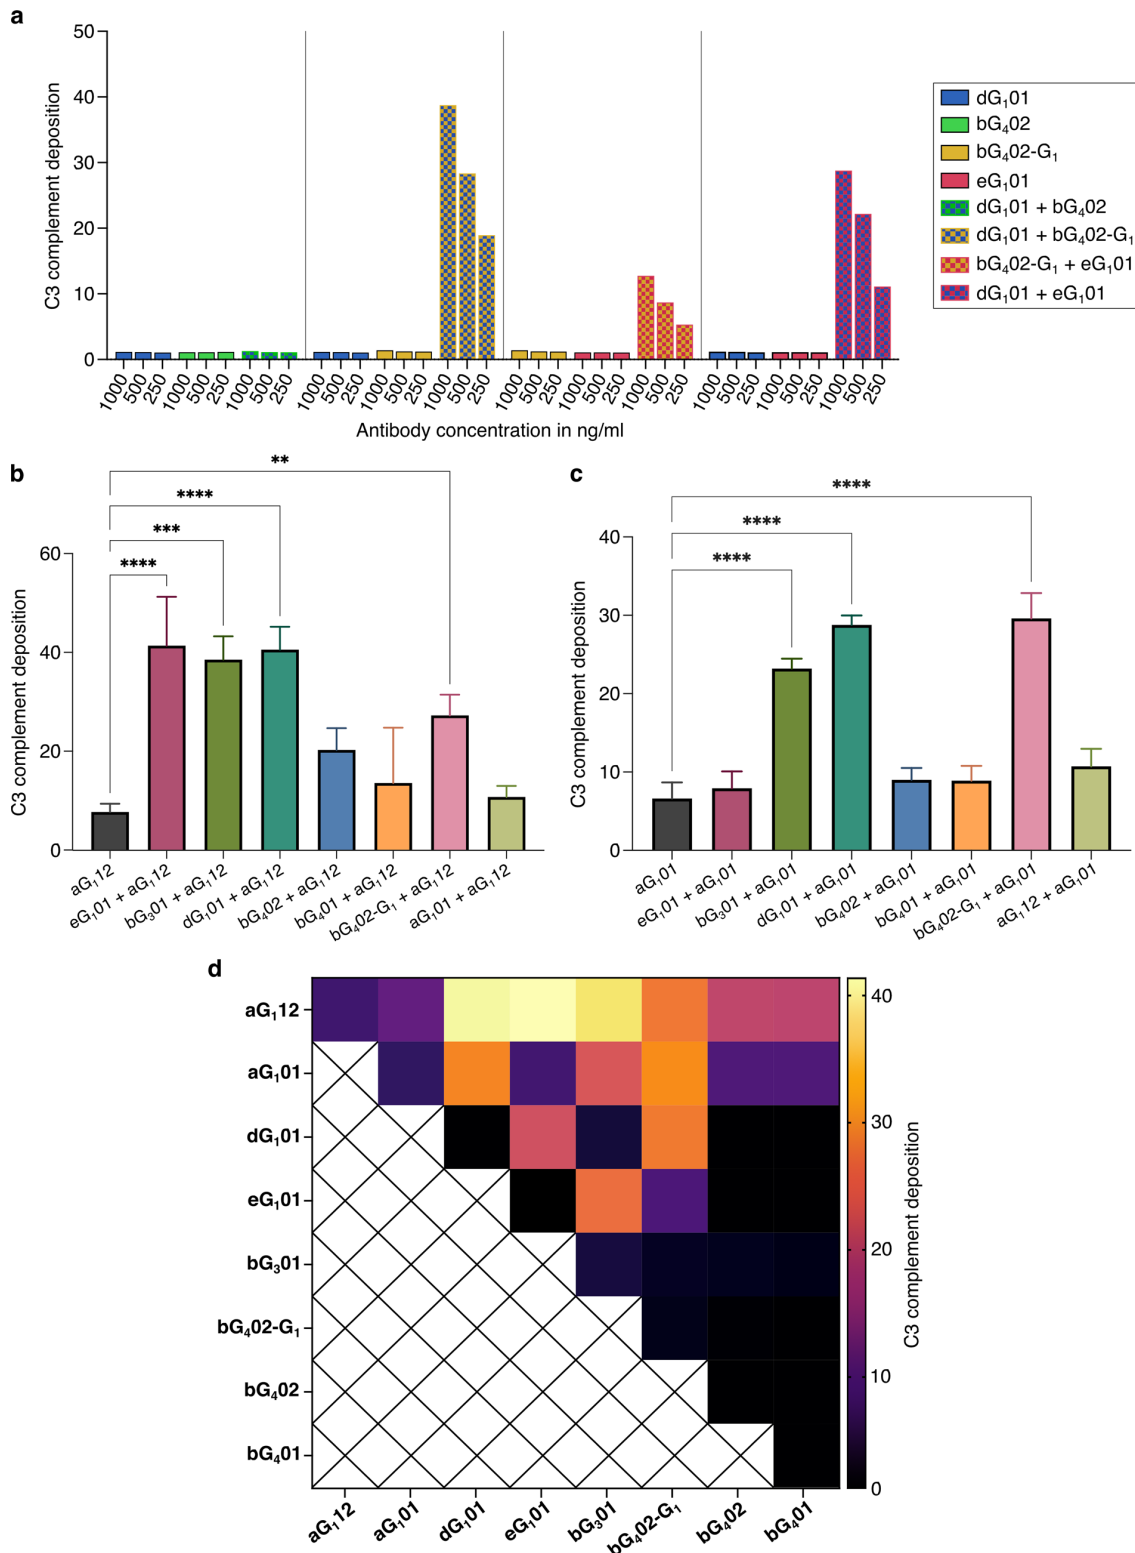 a
C3 complement deposition
50
40
30
20
10
0
1000 500 250 1000 500 250 1000 500 250 1000 500 250 1000 500 250 1000 500 250 1000 500 250 1000 500 250 1000 500 250 1000 500 250 1000 500 250 1000 500 250
Antibody concentration in ng/ml
dG₁01
bG₄02
bG₄02-G₁
eG₁01
dG₁01 + bG₄02
dG₁01 + bG₄02-G₁
bG₄02-G₁ + eG₁01
dG₁01 + eG₁01
b
**
****
***
****
C3 complement deposition
60
40
20
0
aG₁12
eG₁01 + aG₁12
bG₃01 + aG₁12
dG₁01 + aG₁12
bG₄02 + aG₁12
bG₄01 + aG₁12
bG₄02-G₁ + aG₁12
aG₁01 + aG₁12
c
****
****
****
C3 complement deposition
40
30
20
10
0
aG₁01
eG₁01 + aG₁01
bG₃01 + aG₁01
dG₁01 + aG₁01
bG₄02 + aG₁01
bG₄01 + aG₁01
bG₄02-G₁ + aG₁01
aG₁12 + aG₁01
d
aG₁12
aG₁01
dG₁01
eG₁01
bG₃01
bG₄02-G₁
bG₄02
bG₄01
aG₁12
aG₁01
dG₁01
eG₁01
bG₃01
bG₄02-G₁
bG₄02
bG₄01
40
30
20
10
0
C3 complement deposition